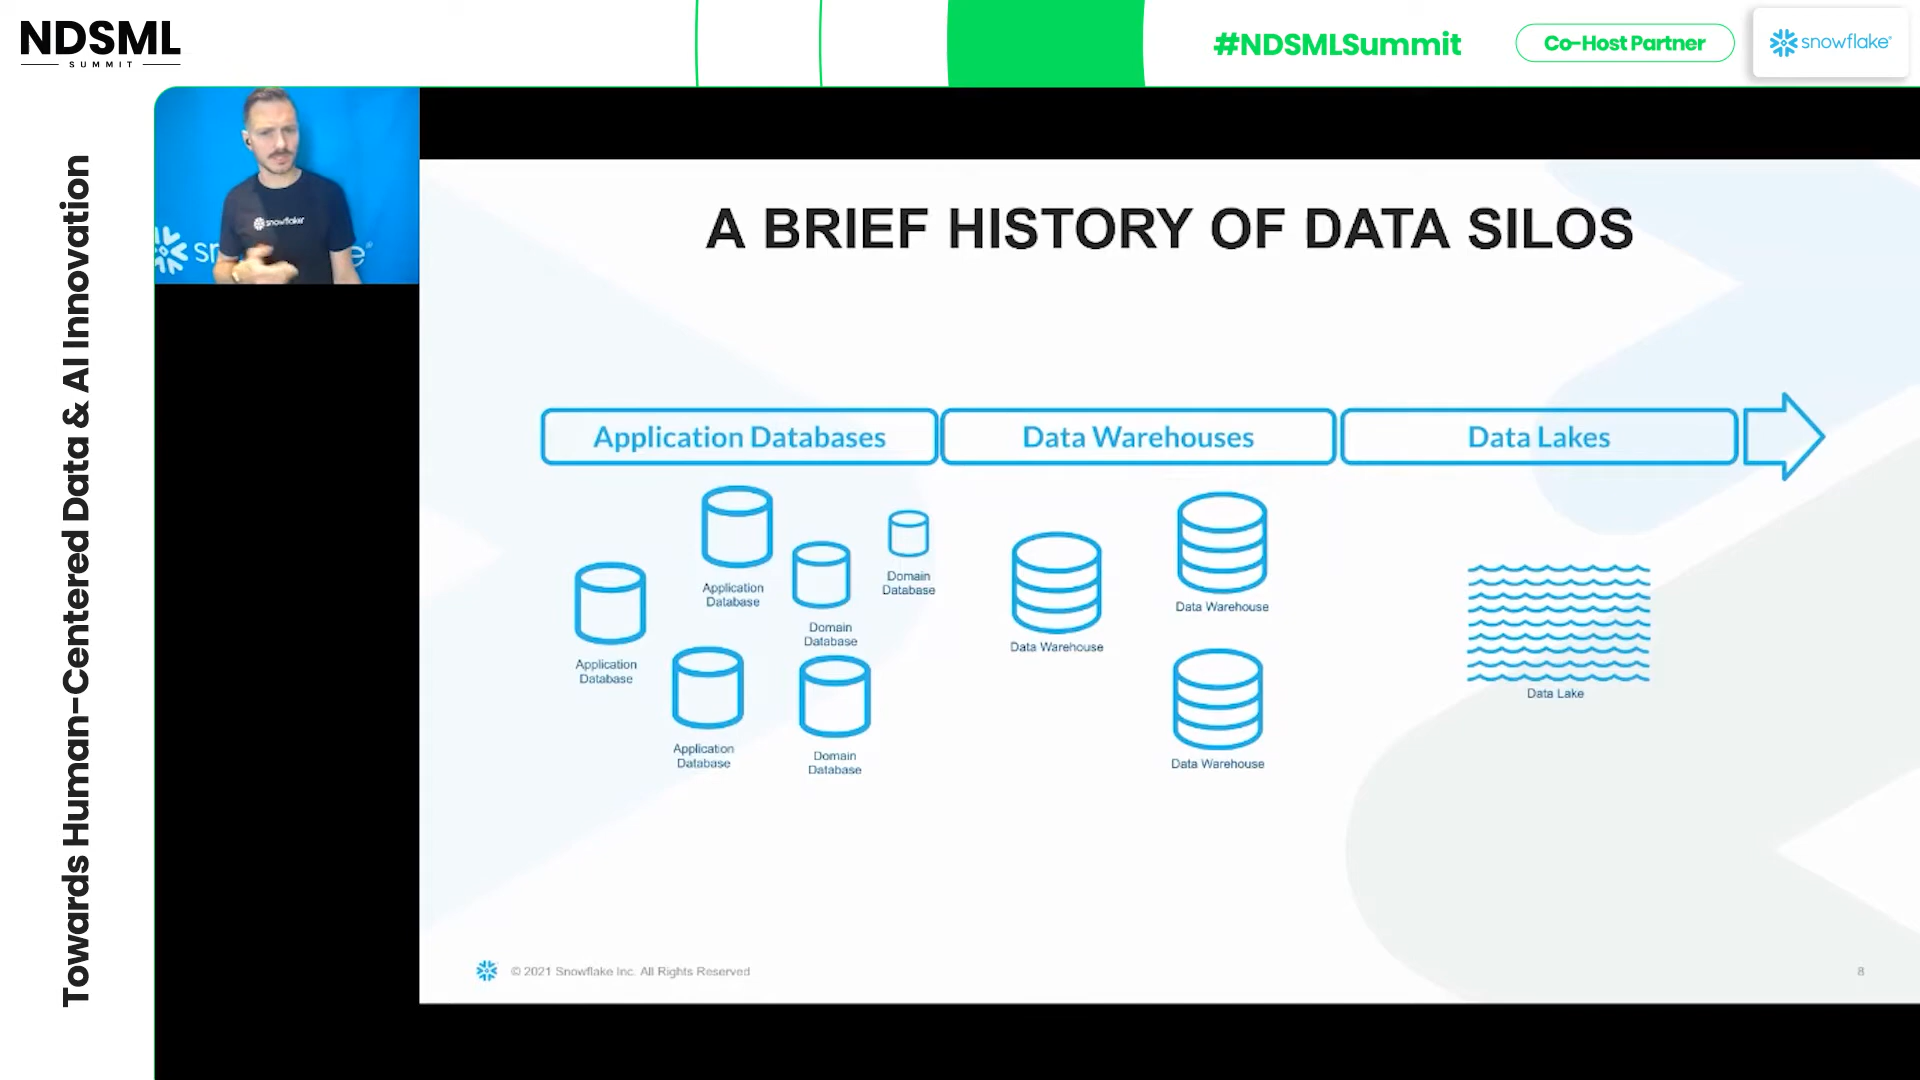 NDSML
SUMMIT
#NDSMLSummit
Co-Host Partner
snowflake®
Towards Human-Centered Data & AI Innovation
snowflake
A BRIEF HISTORY OF DATA SILOS
Application Databases
Data Warehouses
Data Lakes
Application
Database
Application
Database
Application
Database
Domain
Database
Domain
Database
Domain
Database
Data Warehouse
Data Warehouse
Data Warehouse
Data Lake
© 2021 Snowflake Inc. All Rights Reserved
8